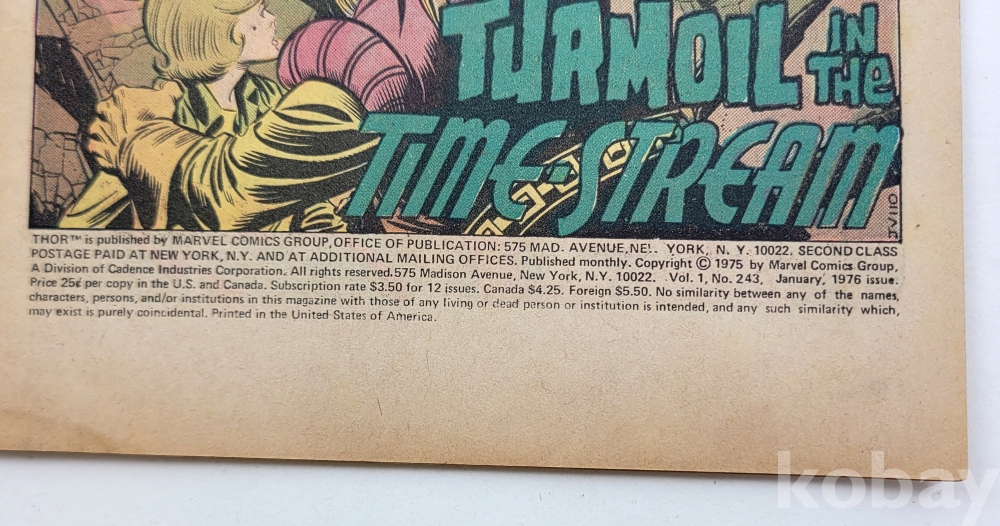 TURMOIL
IN
THE
TIME-STREAM
JV110
THOR™ is published by MARVEL COMICS GROUP, OFFICE OF PUBLICATION: 575 MAD. AVENUE, NE!.. YORK, N. Y. 10022. SECOND CLASS
POSTAGE PAID AT NEW YORK, N.Y. AND AT ADDITIONAL MAILING OFFICES. Published monthly. Copyright © 1975 by Marvel Comics Group,
A Division of Cadence Industries Corporation. All rights reserved. 575 Madison Avenue, New York, N.Y. 10022. Vol. 1, No. 243, January, 1976 issue.
Price 25¢ per copy in the U.S. and Canada. Subscription rate $3.50 for 12 issues. Canada $4.25. Foreign $5.50. No similarity between any of the names,
characters, persons, and/or institutions in this magazine with those of any living or dead person or institution is intended, and any such similarity which,
may exist is purely coincidental. Printed in the United States of America.
kobay